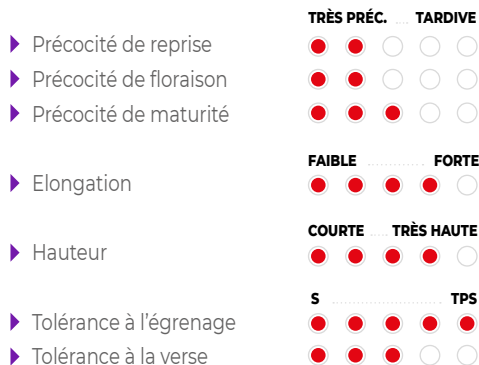 TRÈS PRÉC. TARDIVE
Précocité de reprise
Précocité de floraison
Précocité de maturité
FAIBLE FORTE
Elongation
COURTE TRÈS HAUTE
Hauteur
S TPS
Tolérance à l'égrenage
Tolérance à la verse